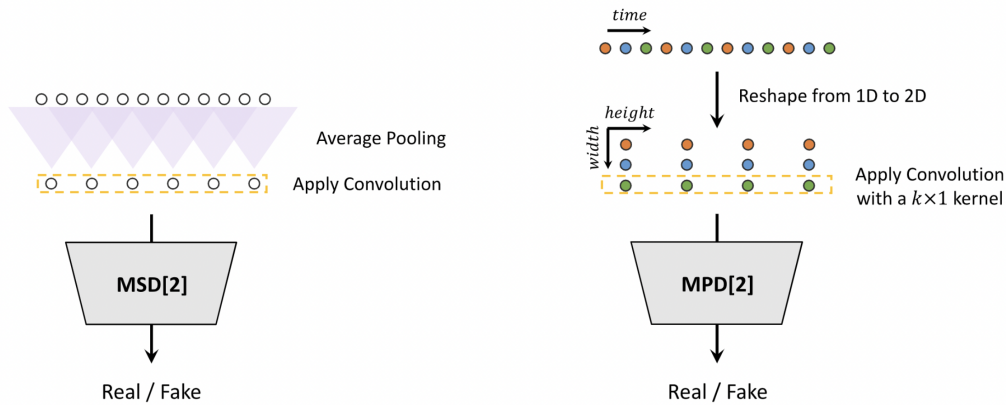 Average Pooling
Apply Convolution
MSD[2]
Real / Fake
time
Reshape from 1D to 2D
height
width
Apply Convolution
with a k×1 kernel
MPD[2]
Real / Fake